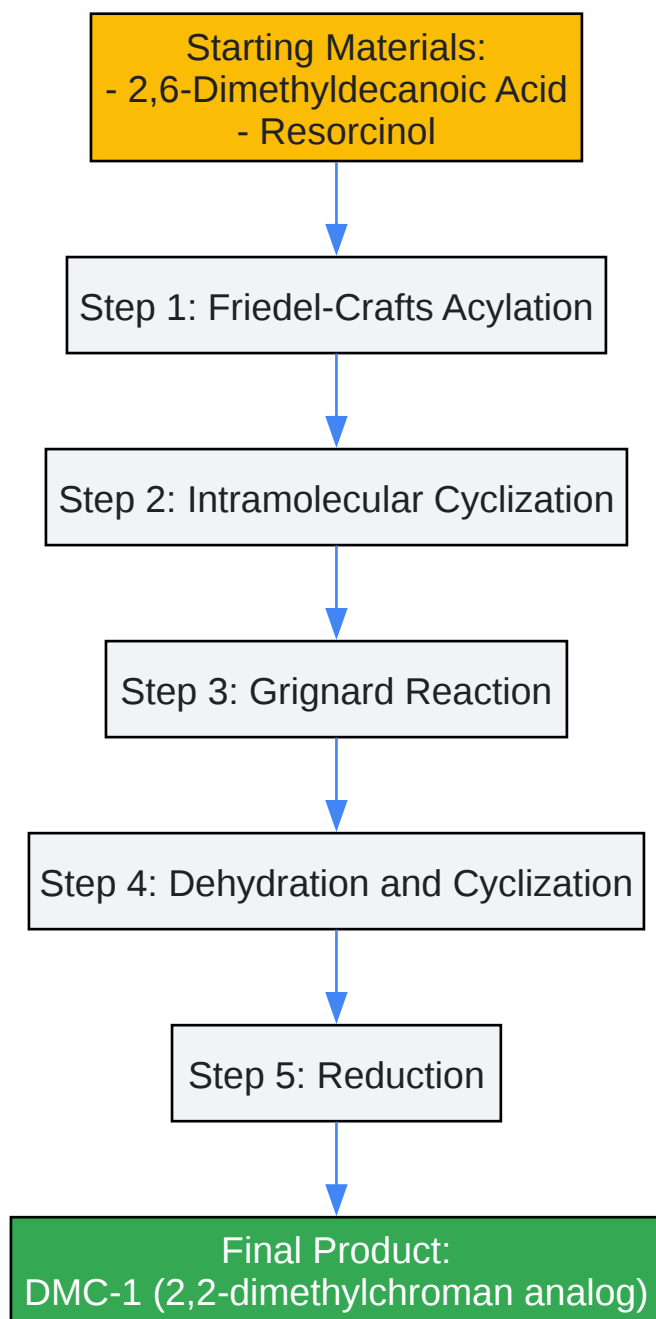 Starting Materials:
- 2,6-Dimethyldecanoic Acid
- Resorcinol
Step 1: Friedel-Crafts Acylation
Step 2: Intramolecular Cyclization
Step 3: Grignard Reaction
Step 4: Dehydration and Cyclization
Step 5: Reduction
Final Product:
DMC-1 (2,2-dimethylchroman analog)